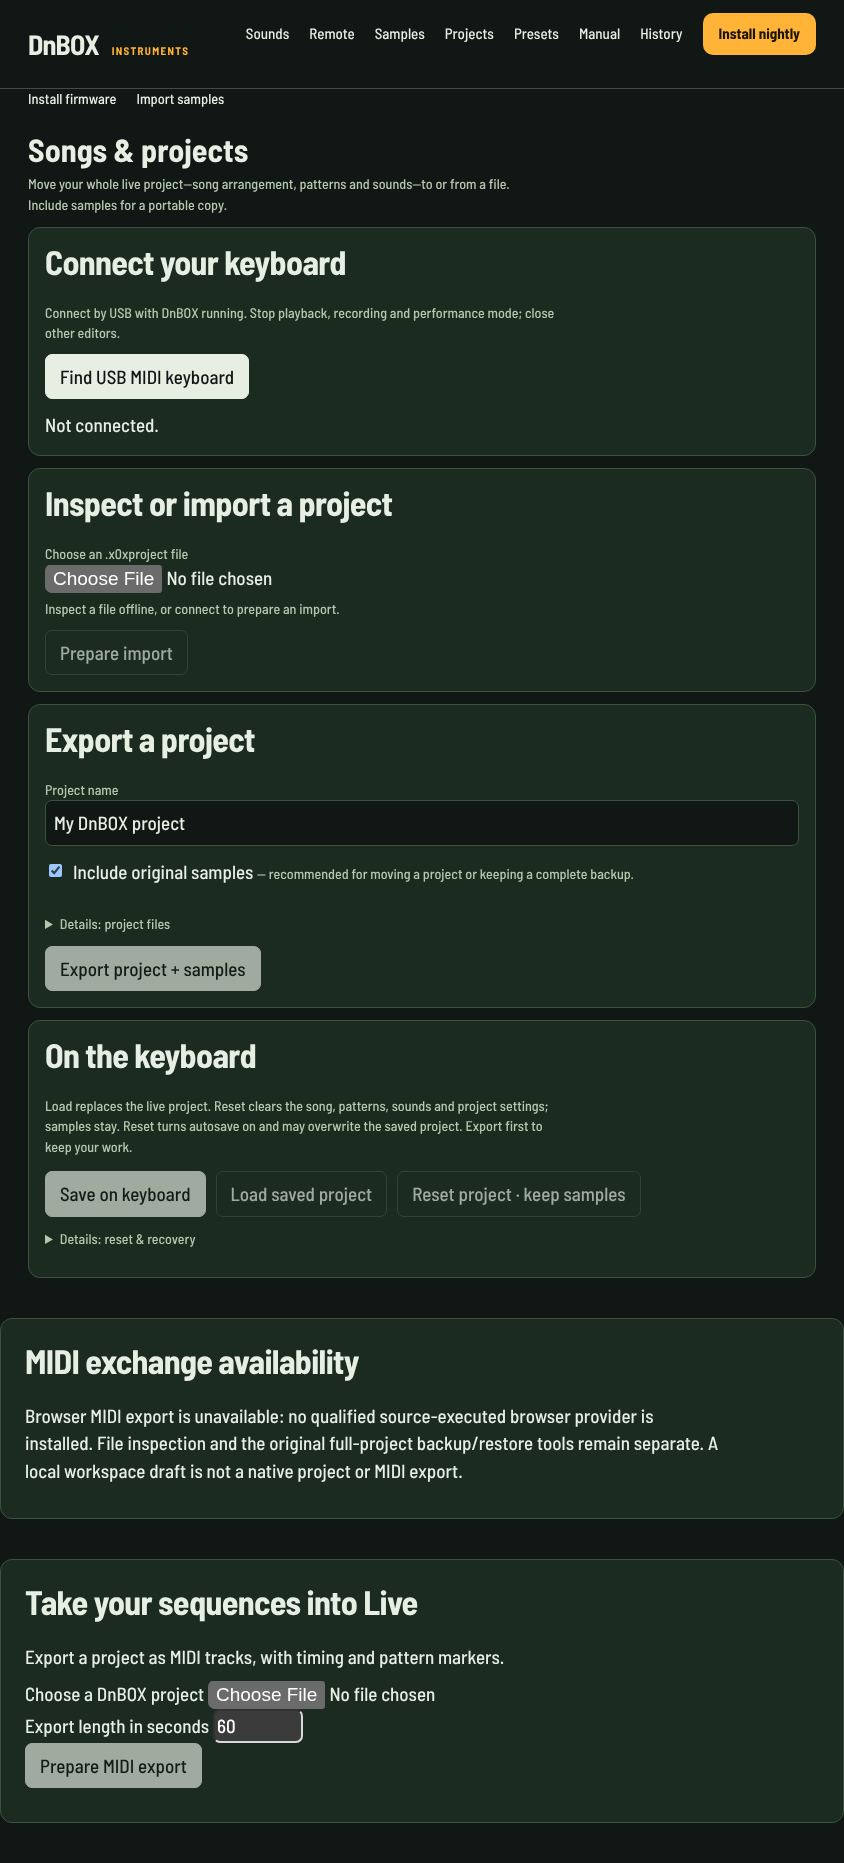 DnBOX INSTRUMENTS
Sounds Remote Samples Projects Presets Manual History Install nightly
Install firmware Import samples
Songs & projects
Move your whole live project—song arrangement, patterns and sounds—to or from a file.
Include samples for a portable copy.
Connect your keyboard
Connect by USB with DnBOX running. Stop playback, recording and performance mode; close
other editors.
Find USB MIDI keyboard
Not connected.
Inspect or import a project
Choose an .x0xproject file
Choose File No file chosen
Inspect a file offline, or connect to prepare an import.
Prepare import
Export a project
Project name
My DnBOX project
Include original samples — recommended for moving a project or keeping a complete backup.
Details: project files
Export project + samples
On the keyboard
Load replaces the live project. Reset clears the song, patterns, sounds and project settings;
samples stay. Reset turns autosave on and may overwrite the saved project. Export first to
keep your work.
Save on keyboard Load saved project Reset project · keep samples
Details: reset & recovery
MIDI exchange availability
Browser MIDI export is unavailable: no qualified source-executed browser provider is
installed. File inspection and the original full-project backup/restore tools remain separate. A
local workspace draft is not a native project or MIDI export.
Take your sequences into Live
Export a project as MIDI tracks, with timing and pattern markers.
Choose a DnBOX project Choose File No file chosen
Export length in seconds 60
Prepare MIDI export